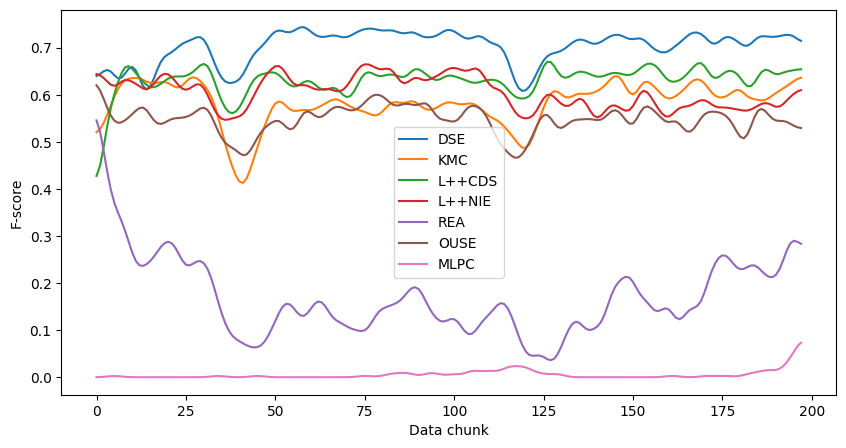 0.7
0.6
0.5
0.4
0.3
0.2
0.1
0.0
F-score
DSE
KMC
L++CDS
L++NIE
REA
OUSE
MLPC
0 25 50 75 100 125 150 175 200
Data chunk